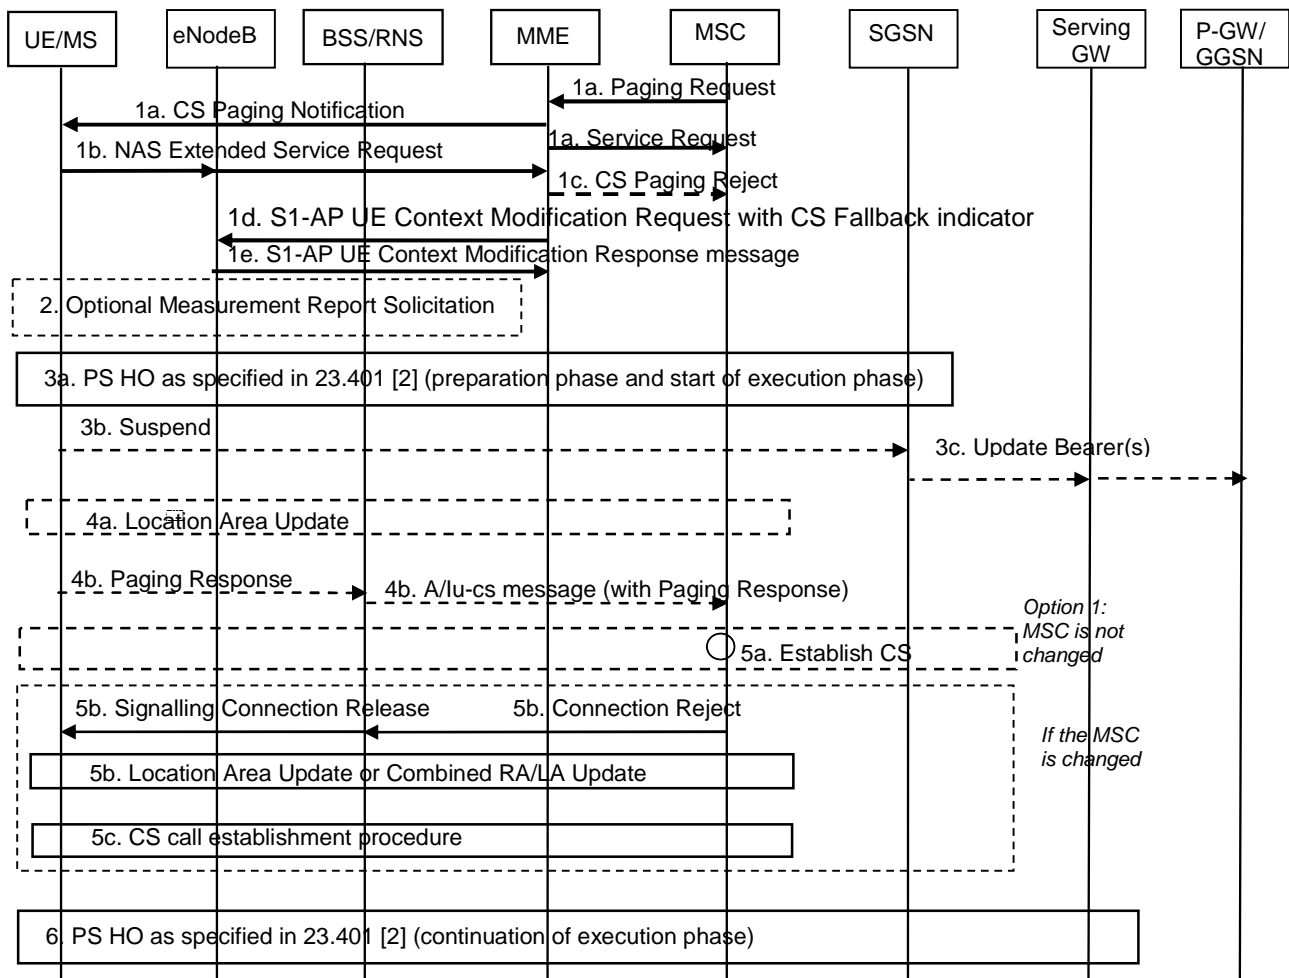 UE/MS
eNodeB
BSS/RNS
MME
MSC
SGSN
Serving
GW
P-GW/
GGSN
1a. Paging Request
1a. CS Paging Notification
1a. Service Request
1b. NAS Extended Service Request
1c. CS Paging Reject
1d. S1-AP UE Context Modification Request with CS Fallback indicator
1e. S1-AP UE Context Modification Response message
2. Optional Measurement Report Solicitation
3a. PS HO as specified in 23.401 [2] (preparation phase and start of execution phase)
3b. Suspend
3c. Update Bearer(s)
4a. Location Area Update
4b. Paging Response
4b. A/Iu-cs message (with Paging Response)
Option 1:
MSC is not
changed
5a. Establish CS
5b. Signalling Connection Release
5b. Connection Reject
If the MSC
is changed
5b. Location Area Update or Combined RA/LA Update
5c. CS call establishment procedure
6. PS HO as specified in 23.401 [2] (continuation of execution phase)